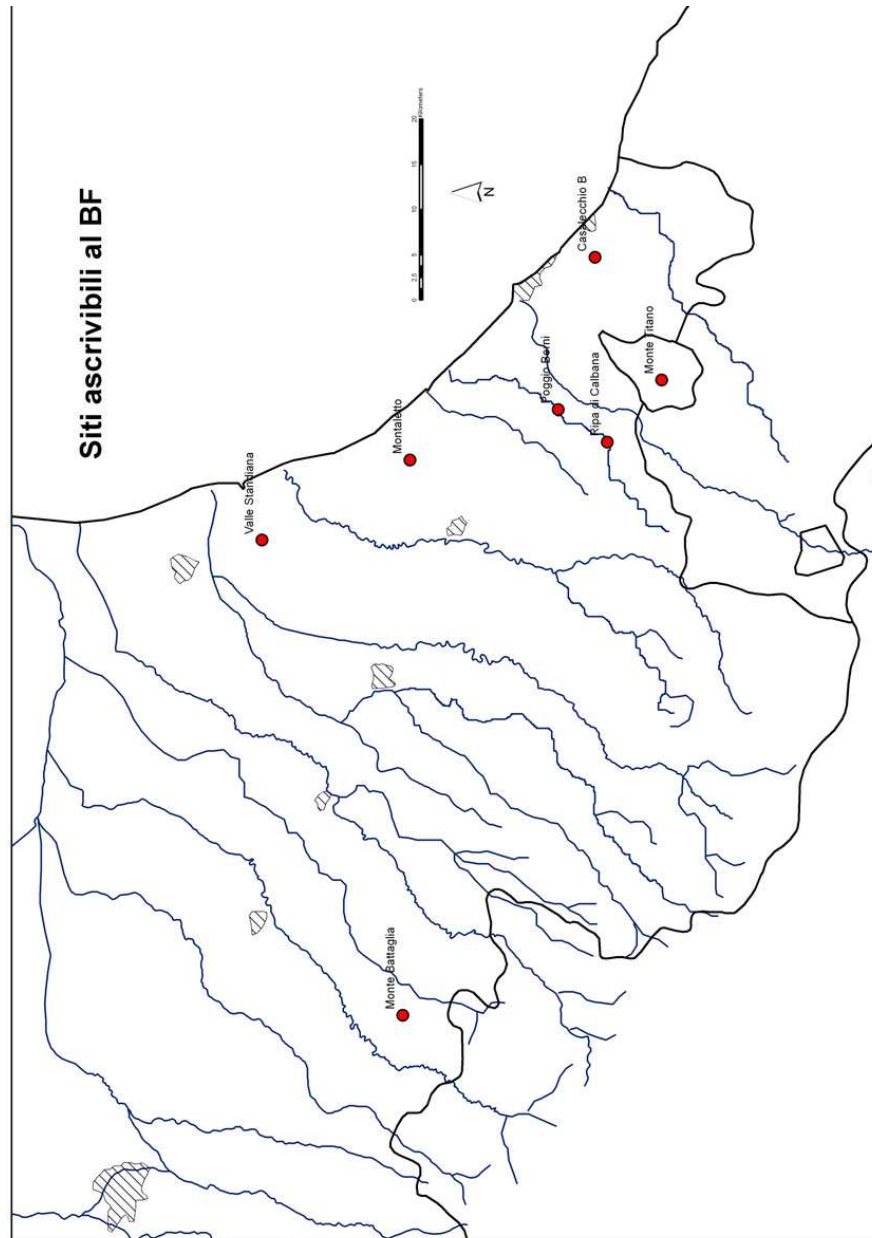 Siti ascrivibili al BF
0 2.5 5 10 15 20
Kilometers
N
Valle Standiana
Montaletto
Casalecchio B
Poggio Berni
Ripa di Calbana
Monte Titano
Monte Battaglia